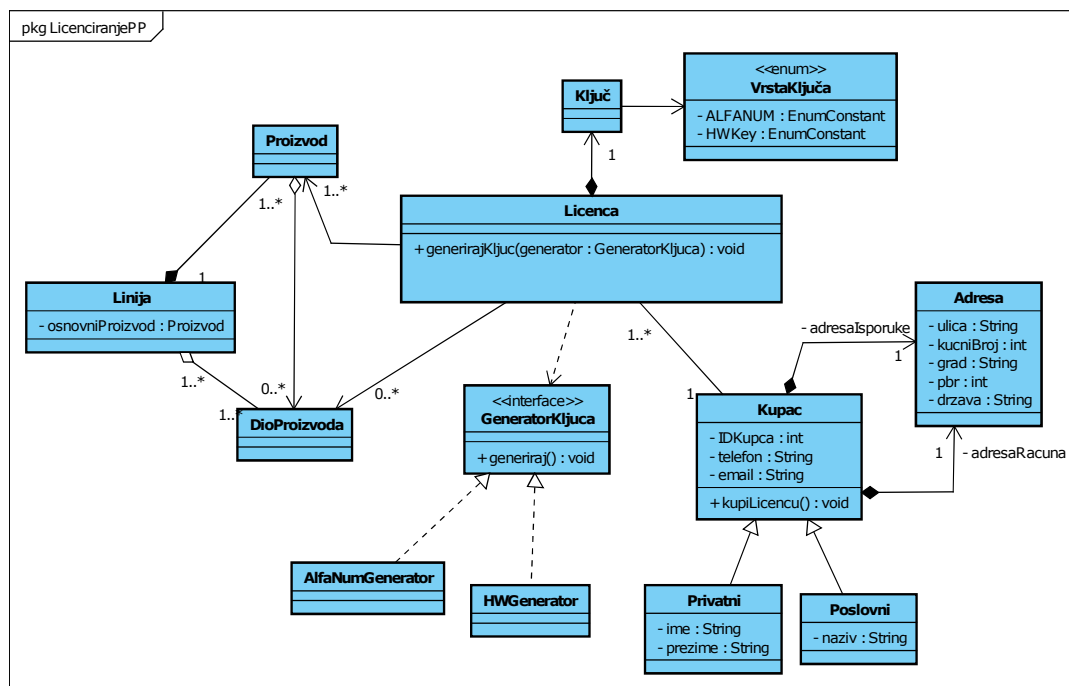 pkg LicenciranjePP
<<enum>>
VrstaKljuča
- ALFANUM : EnumConstant
- HWKey : EnumConstant
Ključ
1
Proizvod
1..*
1..*
Licenca
+ generirajKljuc(generator : GeneratorKljuca) : void
1
Linija
- osnovniProizvod : Proizvod
Adresa
- ulica : String
- kucniBroj : int
- grad : String
- pbr : int
- drzava : String
- adresaIsporuke
1
1..*
1..*
0..*
0..*
1..*
DioProizvoda
<<interface>>
GeneratorKljuca
+ generiraj() : void
1
Kupac
- IDKupca : int
- telefon : String
- email : String
+ kupiLicencu() : void
1
- adresaRacuna
AlfaNumGenerator
HWGenerator
Privatni
- ime : String
- prezime : String
Poslovni
- naziv : String